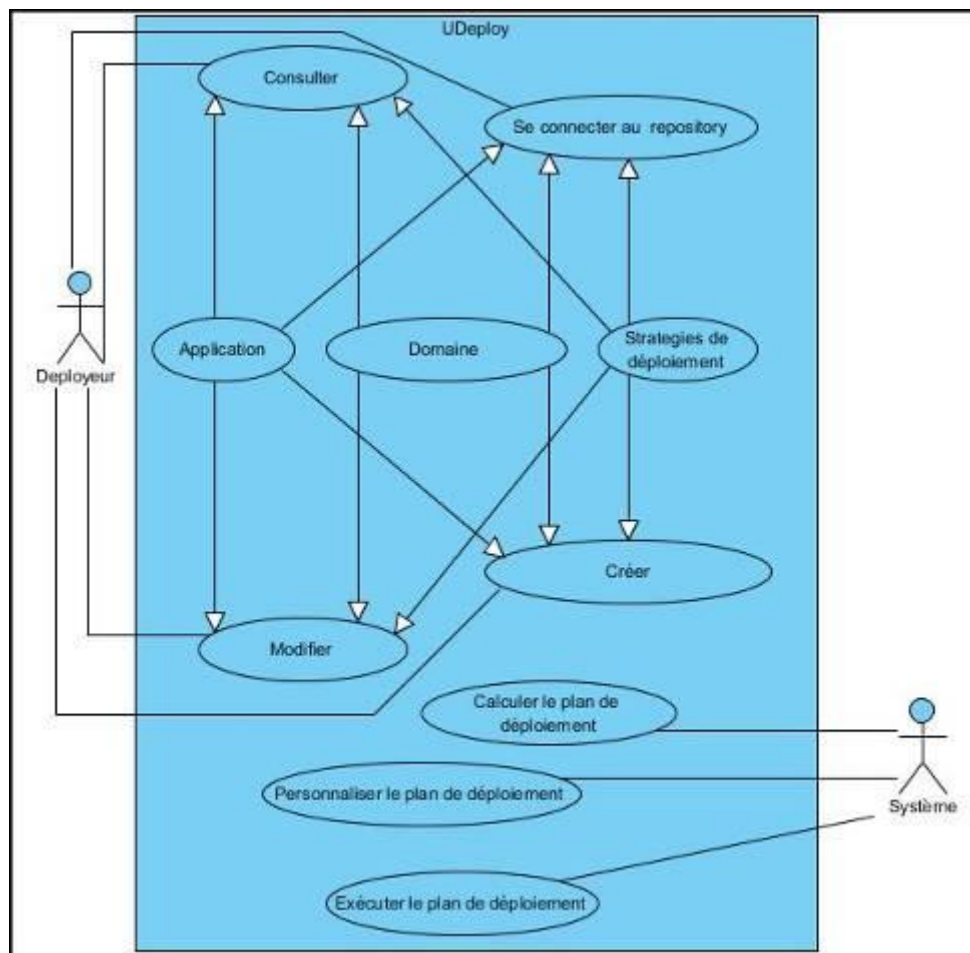 UDeploy
Consulter
Se connecter au repository
Application
Domaine
Strategies de
déploiement
Deployeur
Créer
Modifier
Calculer le plan de
déploiement
Personnaliser le plan de déploiement
Système
Exécuter le plan de déploiement